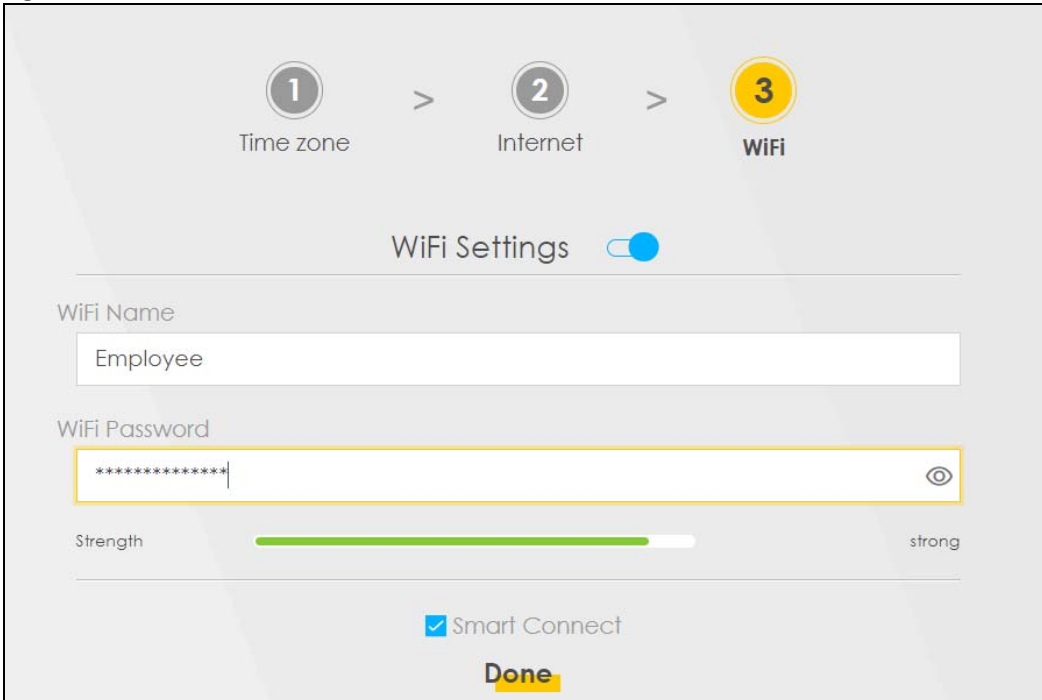 1 > 2 > 3
Time zone Internet WiFi
WiFi Settings
WiFi Name
Employee
WiFi Password
**************
Strength strong
Smart Connect
Done